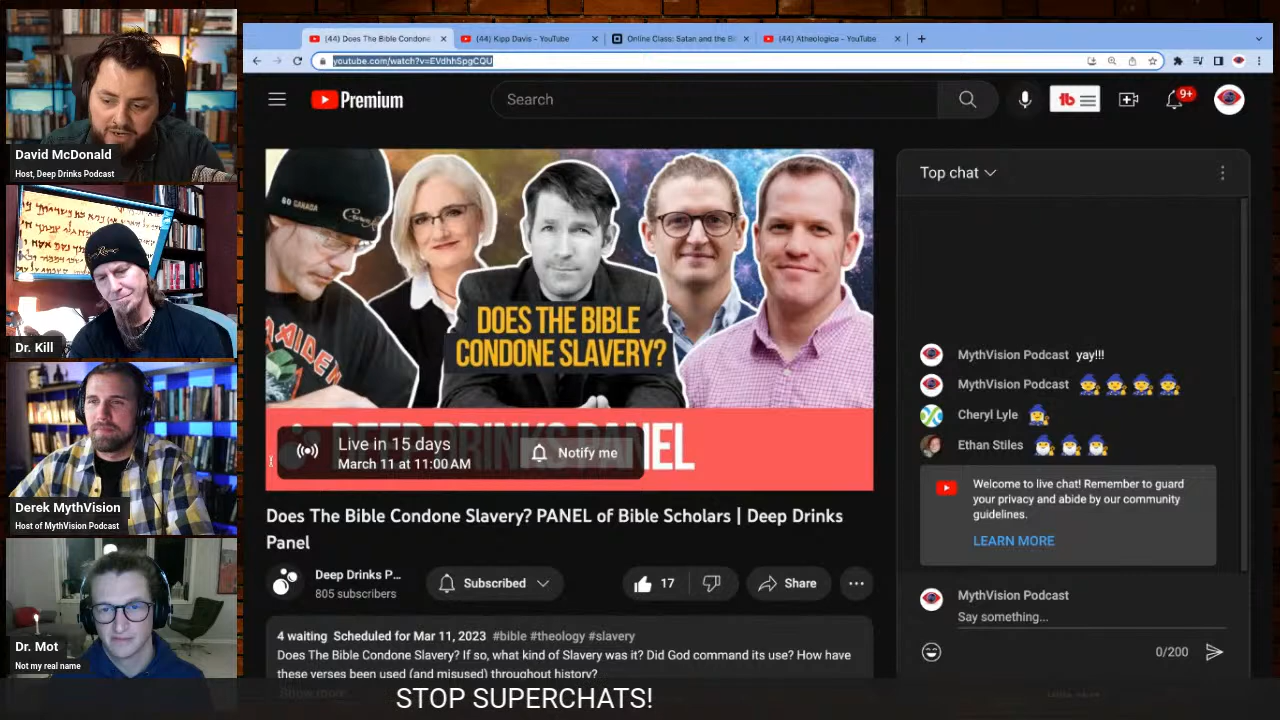 David McDonald
Host, Deep Drinks Podcast
Dr. Kill
Derek MythVision
Host of MythVision Podcast
Dr. Mot
Not my real name
(44) Does The Bible Condone
(44) Kipp Davis - YouTube
Online Class: Satan and the Bi
(44) Atheologica - YouTube
youtube.com/watch?v=EVdhhSpgCQU
Premium
Search
9+
GO CANADA
MAIDEN
DOES THE BIBLE
CONDONE SLAVERY?
DEEP DRINKS PANEL
Live in 15 days
March 11 at 11:00 AM
Notify me
Does The Bible Condone Slavery? PANEL of Bible Scholars | Deep Drinks
Panel
Deep Drinks P...
805 subscribers
Subscribed
17
Share
4 waiting Scheduled for Mar 11, 2023 #bible #theology #slavery
Does The Bible Condone Slavery? If so, what kind of Slavery was it? Did God command its use? How have
these verses been used (and misused) throughout history?
Show more
Top chat
MythVision Podcast yay!!!
MythVision Podcast
Cheryl Lyle
Ethan Stiles
Welcome to live chat! Remember to guard
your privacy and abide by our community
guidelines.
LEARN MORE
MythVision Podcast
Say something...
0/200
STOP SUPERCHATS!